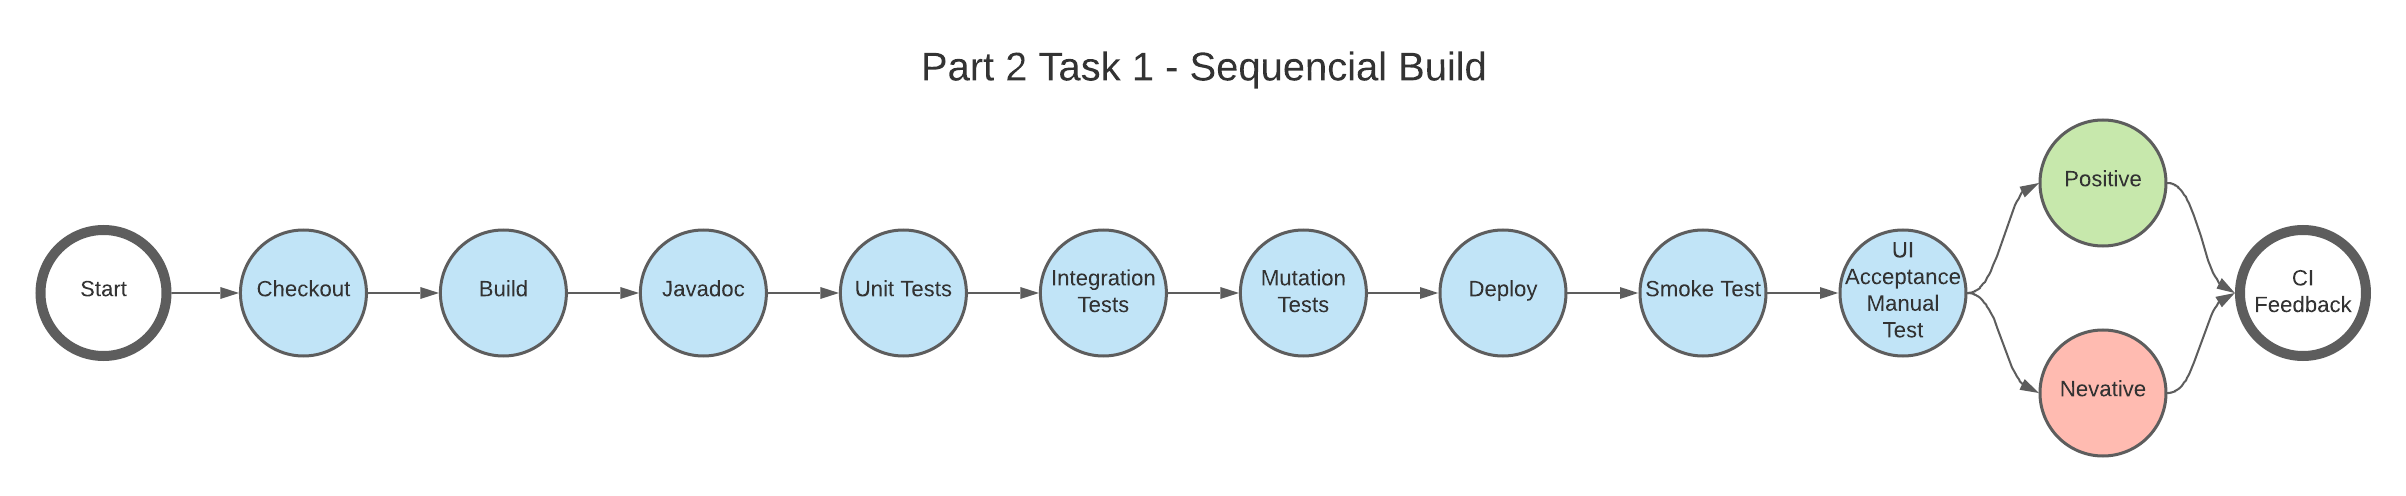 Part 2 Task 1 - Sequencial Build
Start
Checkout
Build
Javadoc
Unit Tests
Integration
Tests
Mutation
Tests
Deploy
Smoke Test
UI
Acceptance
Manual
Test
Positive
Nevative
CI
Feedback